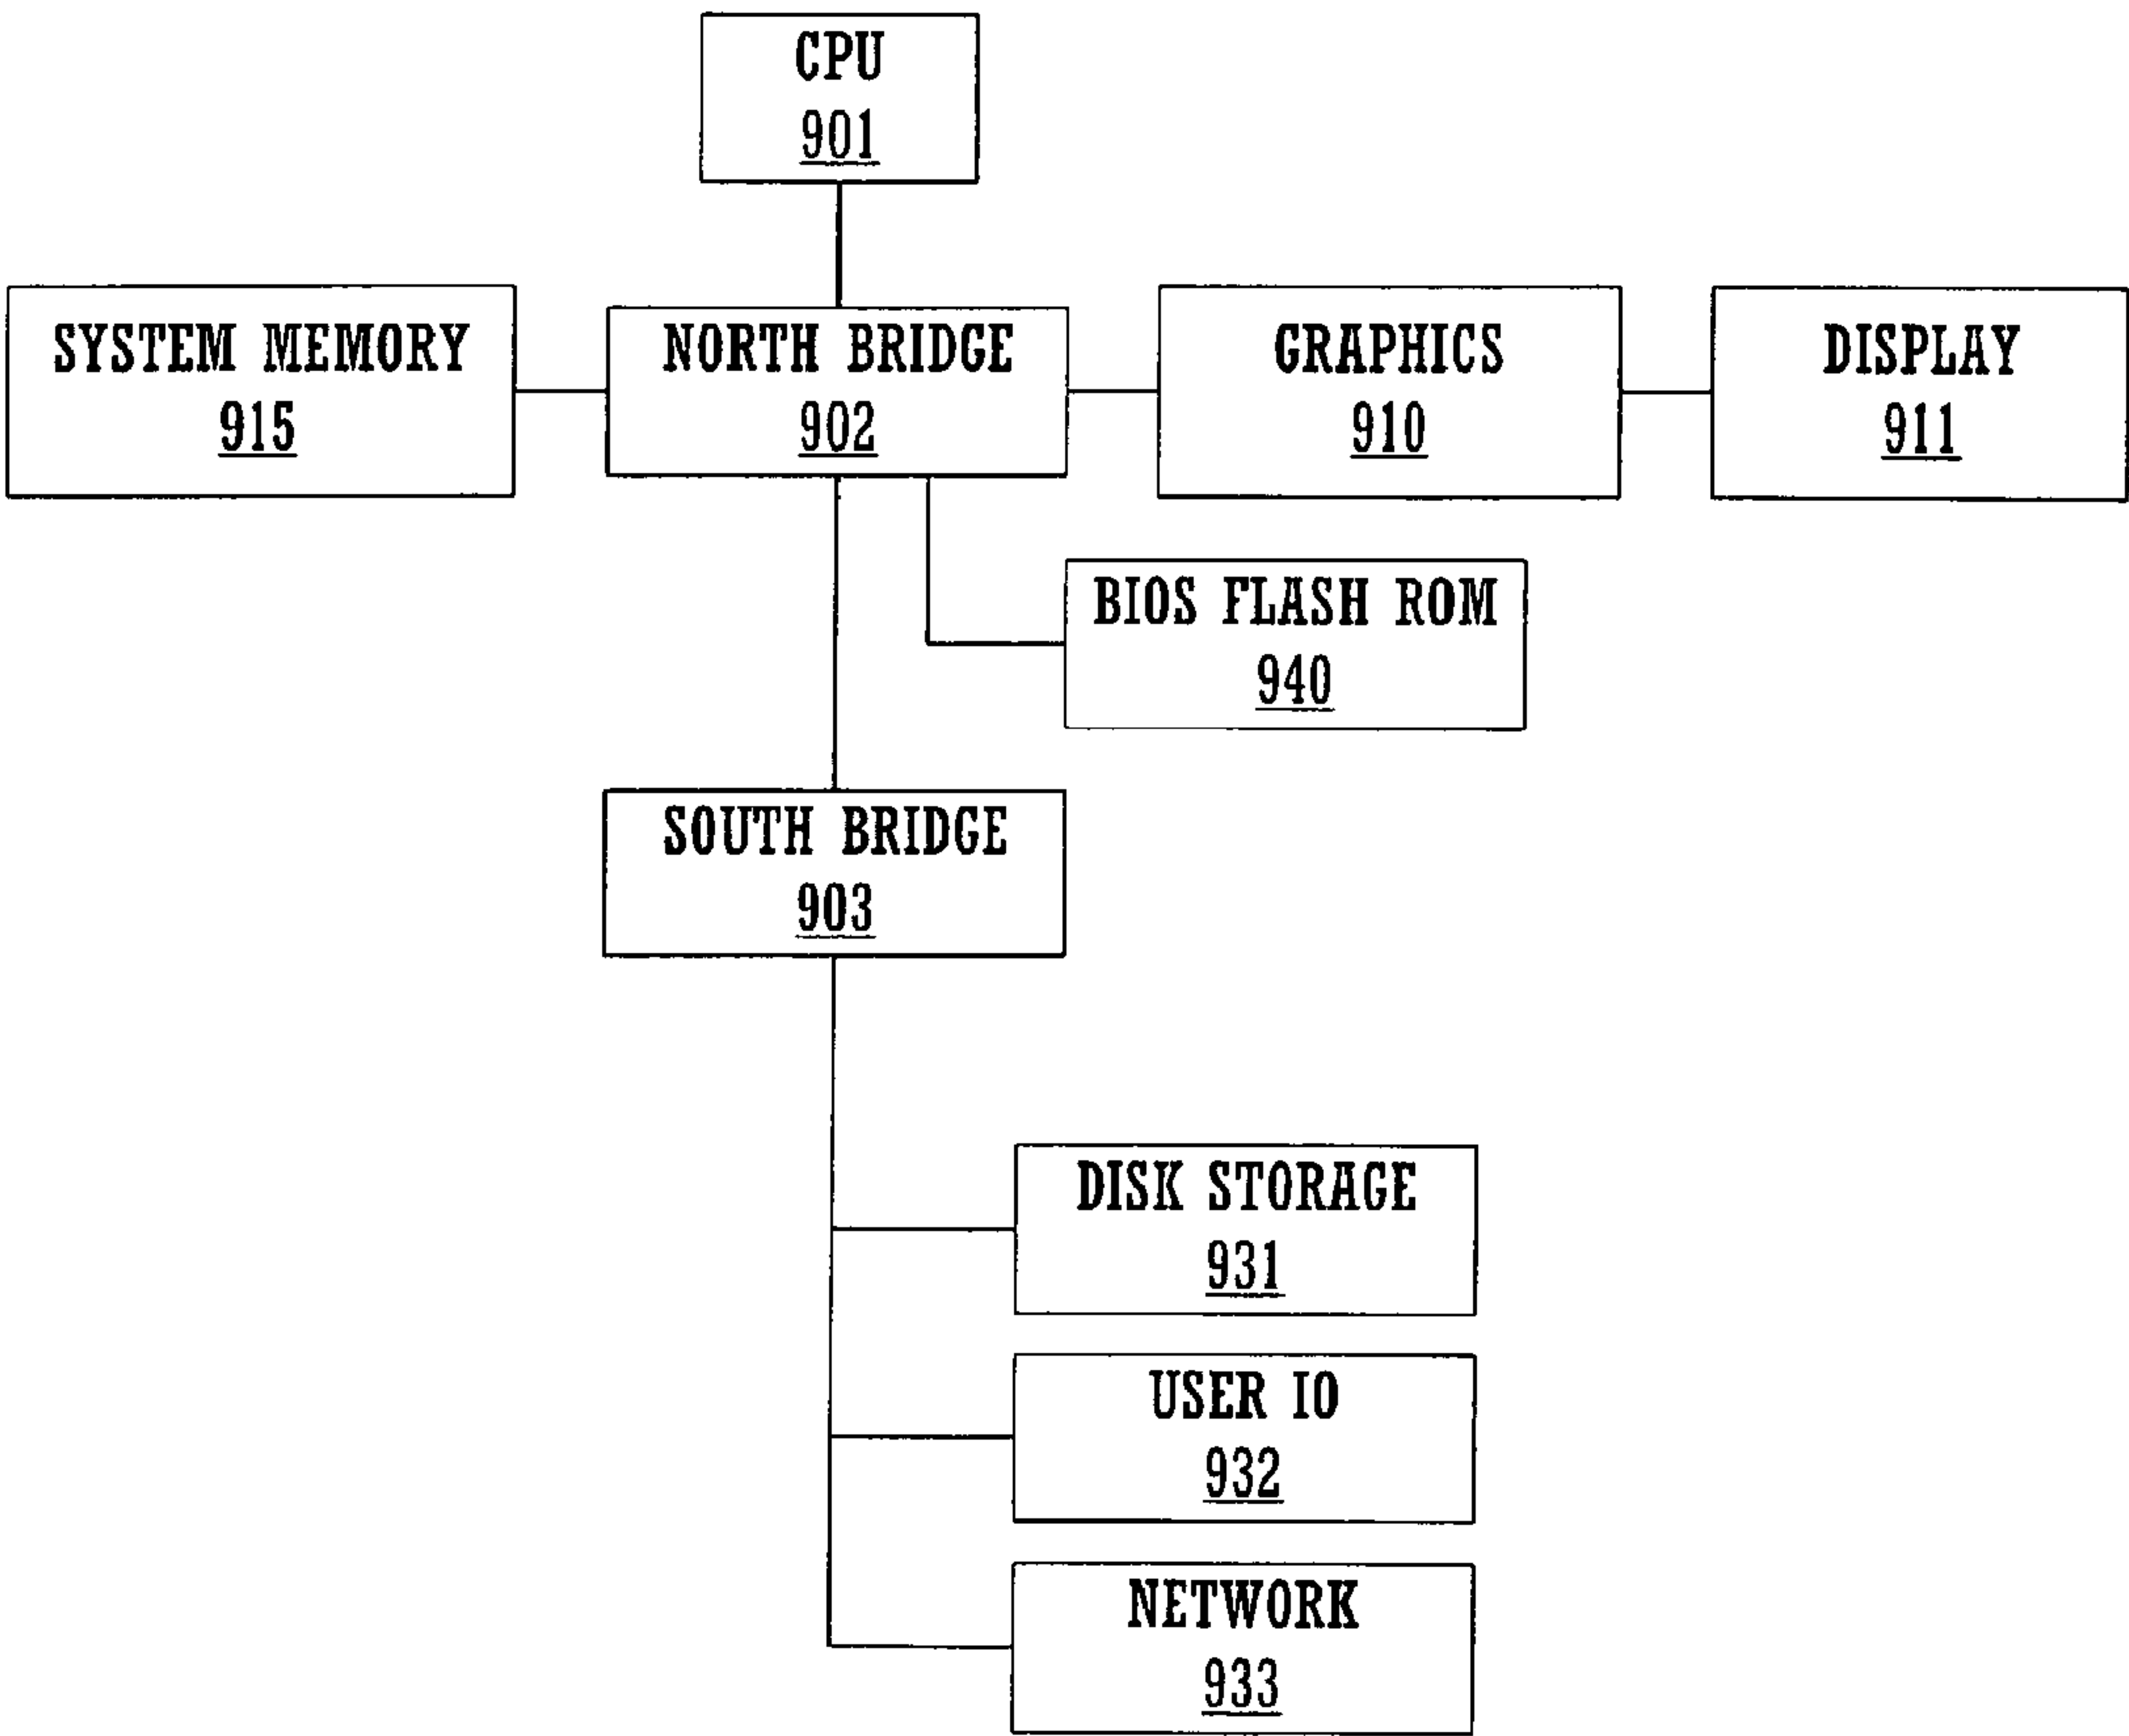 CPU
901
SYSTEM MEMORY
915
NORTH BRIDGE
902
GRAPHICS
910
DISPLAY
911
BIOS FLASH ROM
940
SOUTH BRIDGE
903
DISK STORAGE
931
USER IO
932
NETWORK
933